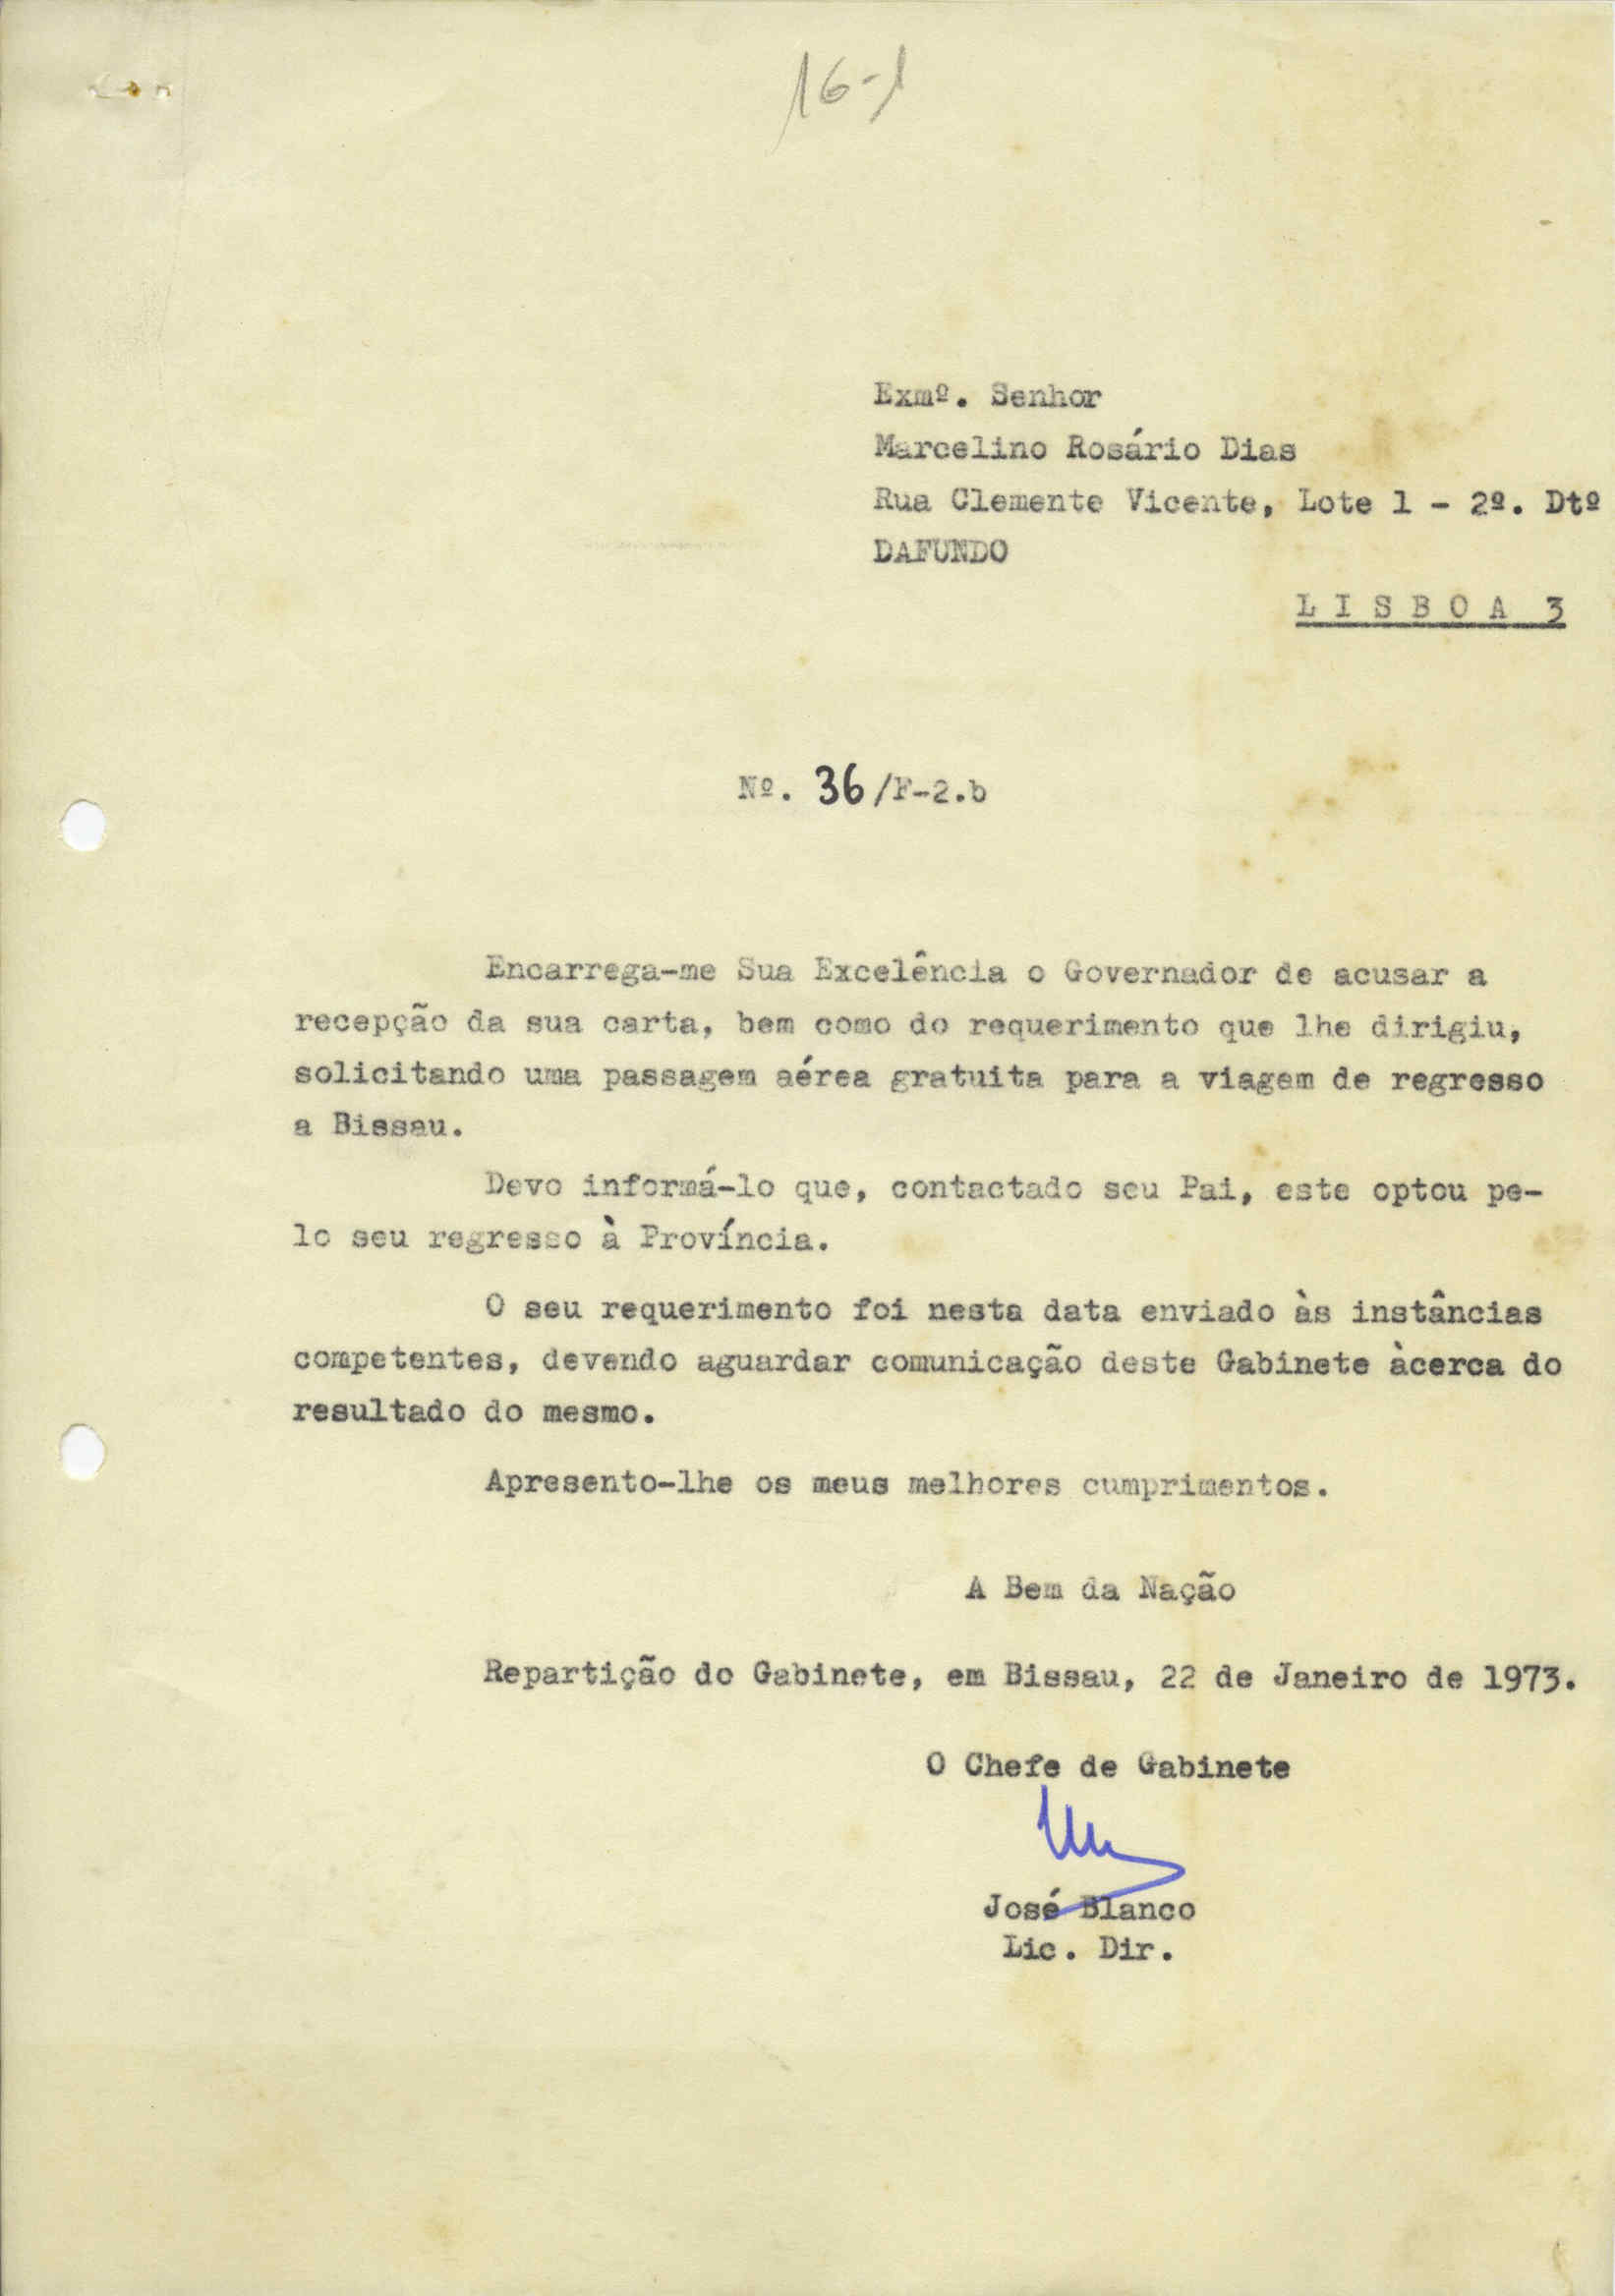 16-1
Exmº. Senhor
Marcelino Rosário Dias
Rua Clemente Vicente, Lote 1 - 2º. Dtº
DAFUNDO
L I S B O A 3
Nº. 36/F-2.b
Encarrega-me Sua Excelência o Governador de acusar a
recepção da sua carta, bem como do requerimento que lhe dirigiu,
solicitando uma passagem aérea gratuita para a viagem de regresso
a Bissau.
Devo informá-lo que, contactado seu Pai, este optou pe-
lo seu regresso à Província.
O seu requerimento foi nesta data enviado às instâncias
competentes, devendo aguardar comunicação deste Gabinete àcerca do
resultado do mesmo.
Apresento-lhe os meus melhores cumprimentos.
A Bem da Nação
Repartição do Gabinete, em Bissau, 22 de Janeiro de 1973.
O Chefe de Gabinete
José Blanco
Lic. Dir.